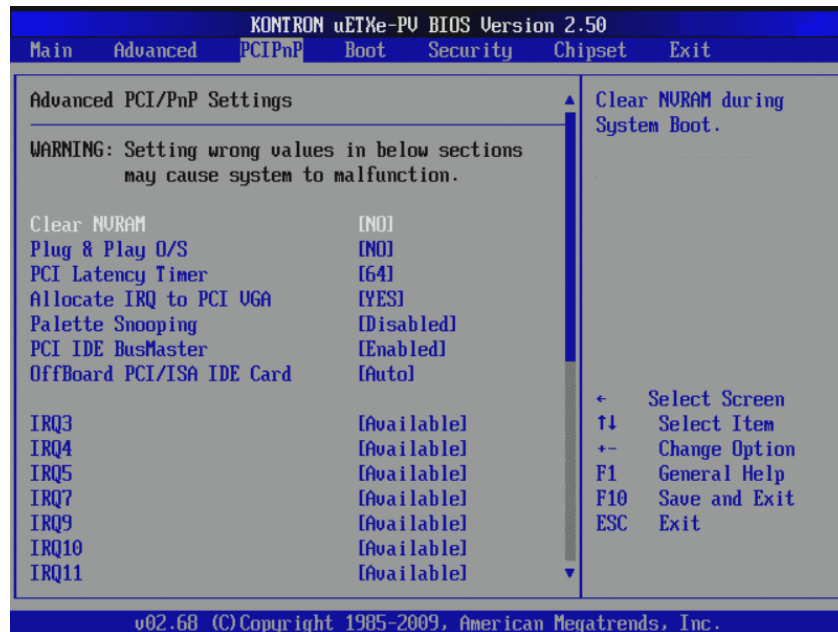 KONTRON uETXe-PV BIOS Version 2.50
Main Advanced PCIPnP Boot Security Chipset Exit
Advanced PCI/PnP Settings
WARNING: Setting wrong values in below sections
may cause system to malfunction.
Clear NVRAM [NO]
Plug & Play O/S [NO]
PCI Latency Timer [64]
Allocate IRQ to PCI VGA [YES]
Palette Snooping [Disabled]
PCI IDE BusMaster [Enabled]
OffBoard PCI/ISA IDE Card [Auto]
IRQ3 [Available]
IRQ4 [Available]
IRQ5 [Available]
IRQ7 [Available]
IRQ9 [Available]
IRQ10 [Available]
IRQ11 [Available]
Clear NVRAM during
System Boot.
← Select Screen
↑↓ Select Item
+- Change Option
F1 General Help
F10 Save and Exit
ESC Exit
v02.68 (C)Copyright 1985-2009, American Megatrends, Inc.